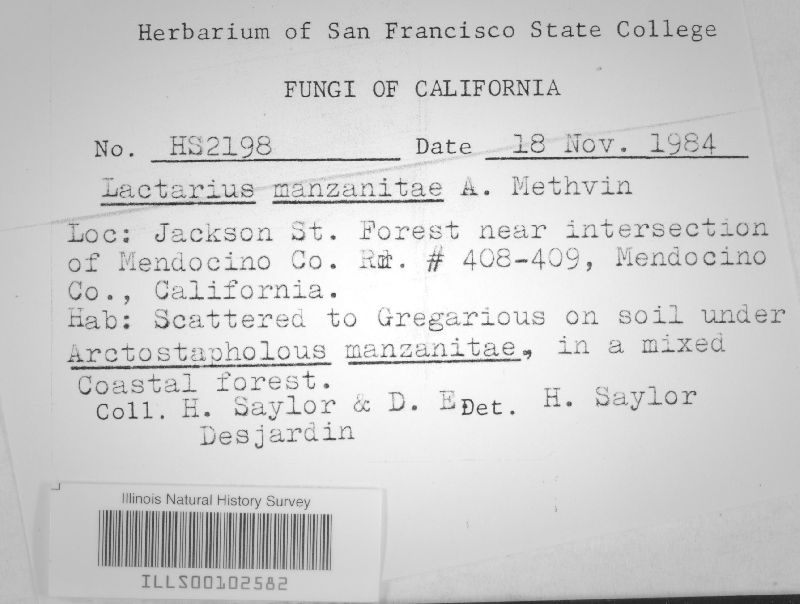 Herbarium of San Francisco State College
FUNGI OF CALIFORNIA
No. HS2198 Date 18 Nov. 1984
Lactarius manzanitae A. Methvin
Loc: Jackson St. Forest near intersection
of Mendocino Co. Rd. # 408-409, Mendocino
Co., California.
Hab: Scattered to Gregarious on soil under
Arctostapholous manzanitae, in a mixed
Coastal forest.
Coll. H. Saylor & D. E Det. H. Saylor
Desjardin
Illinois Natural History Survey
ILLS00102582